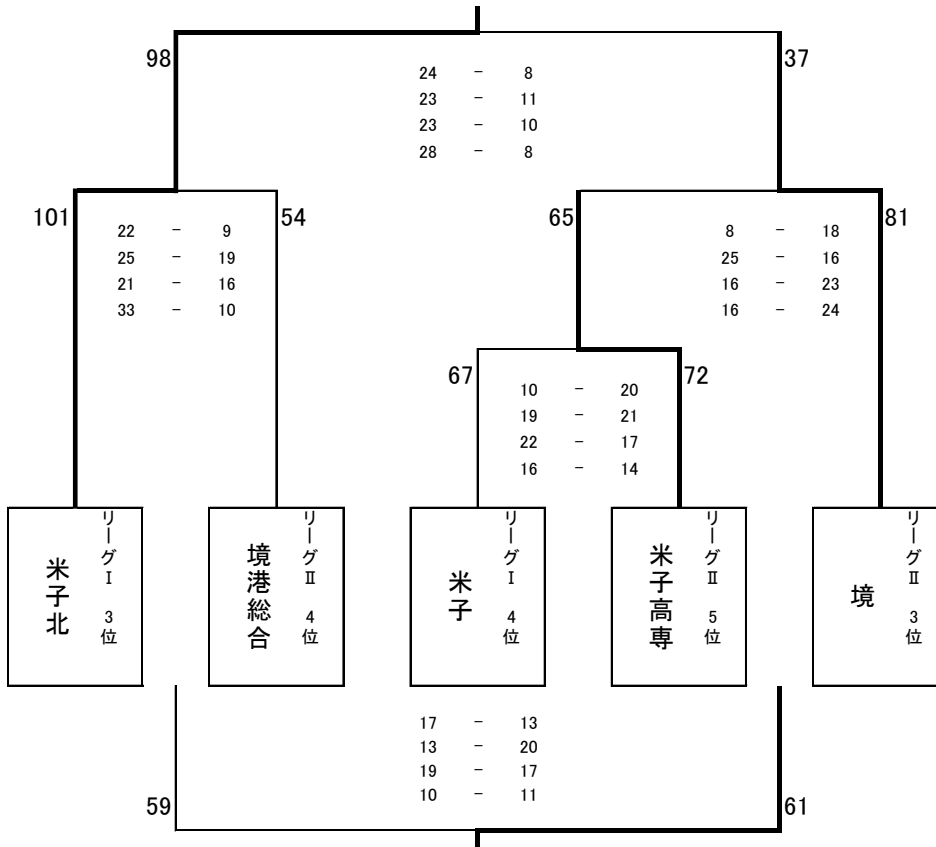 98
37
24 - 8
23 - 11
23 - 10
28 - 8
101
54
65
81
22 - 9
25 - 19
21 - 16
33 - 10
8 - 18
25 - 16
16 - 23
16 - 24
67
72
10 - 20
19 - 21
22 - 17
16 - 14
リーグⅠ 3位
米子北
リーグⅡ 4位
境港総合
リーグⅠ 4位
米子
リーグⅡ 5位
米子高専
リーグⅡ 3位
境
17 - 13
13 - 20
19 - 17
10 - 11
59
61